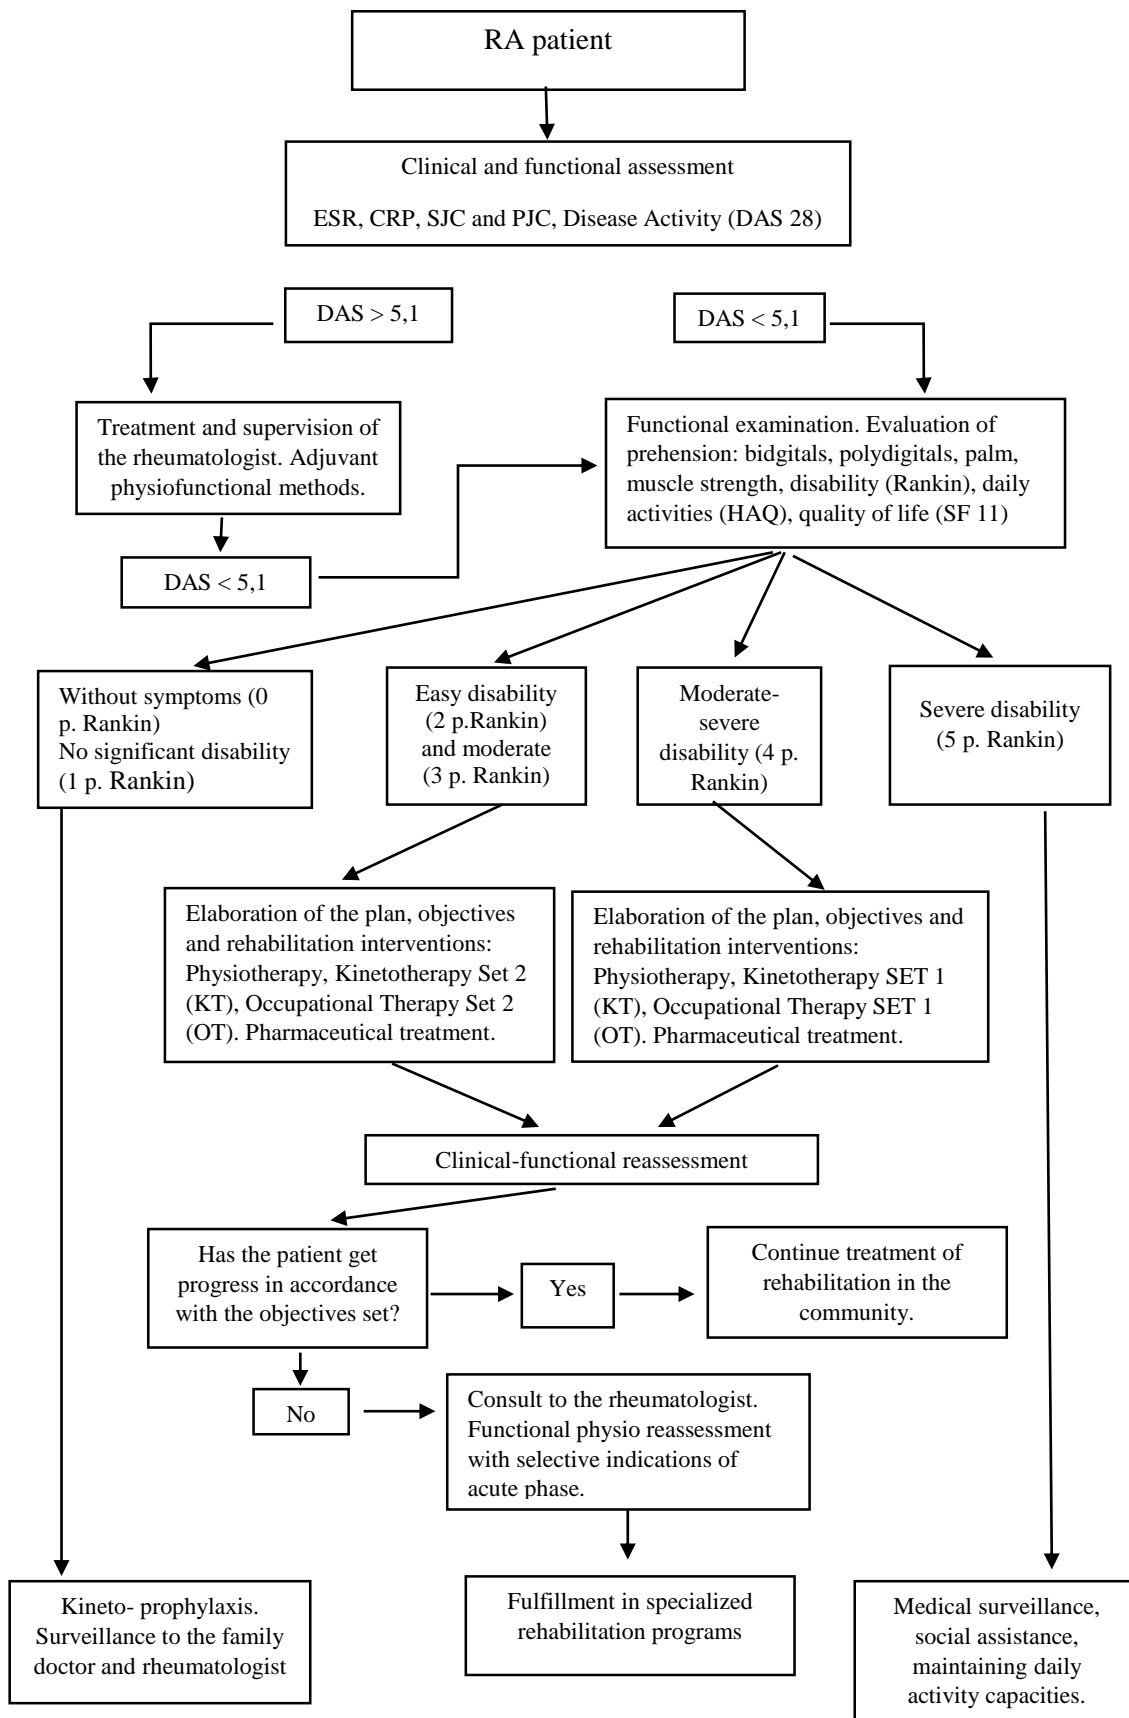 RA patient
Clinical and functional assessment
ESR, CRP, SJC and PJC, Disease Activity (DAS 28)
DAS > 5,1
DAS < 5,1
Treatment and supervision of
the rheumatologist. Adjuvant
physiofunctional methods.
Functional examination. Evaluation of
prehension: bidgitals, polydigitals, palm,
muscle strength, disability (Rankin), daily
activities (HAQ), quality of life (SF 11)
DAS < 5,1
Without symptoms (0
p. Rankin)
No significant disability
(1 p. Rankin)
Easy disability
(2 p.Rankin)
and moderate
(3 p. Rankin)
Moderate-
severe
disability (4 p.
Rankin)
Severe disability
(5 p. Rankin)
Elaboration of the plan, objectives
and rehabilitation interventions:
Physiotherapy, Kinetotherapy Set 2
(KT), Occupational Therapy Set 2
(OT). Pharmaceutical treatment.
Elaboration of the plan, objectives
and rehabilitation interventions:
Physiotherapy, Kinetotherapy SET 1
(KT), Occupational Therapy SET 1
(OT). Pharmaceutical treatment.
Clinical-functional reassessment
Has the patient get
progress in accordance
with the objectives set?
Yes
Continue treatment of
rehabilitation in the
community.
No
Consult to the rheumatologist.
Functional physio reassessment
with selective indications of
acute phase.
Kineto- prophylaxis.
Surveillance to the family
doctor and rheumatologist
Fulfillment in specialized
rehabilitation programs
Medical surveillance,
social assistance,
maintaining daily
activity capacities.